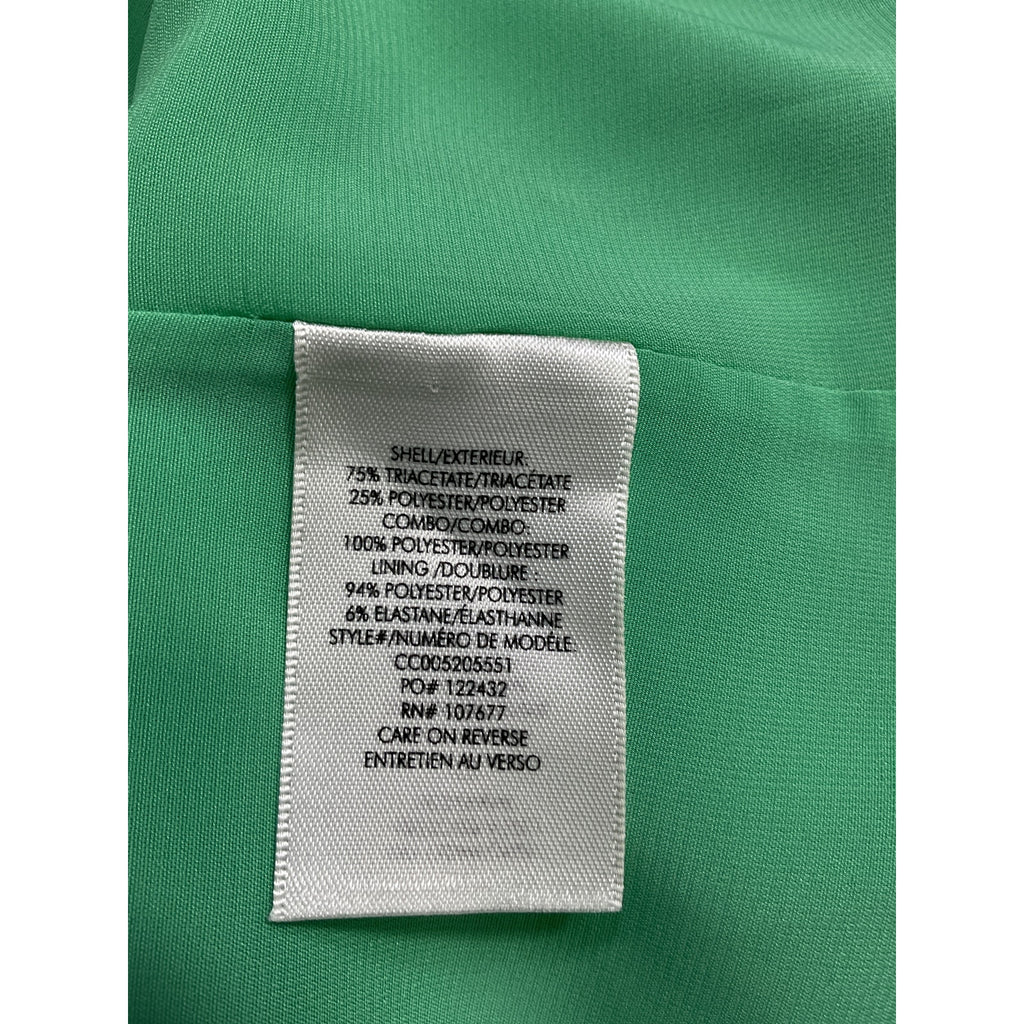 SHELL/EXTERIEUR:
75% TRIACETATE/TRIACÉTATE
25% POLYESTER/POLYESTER
COMBO/COMBO:
100% POLYESTER/POLYESTER
LINING /DOUBLURE :
94% POLYESTER/POLYESTER
6% ELASTANE/ÉLASTHANNE
STYLE#/NUMÉRO DE MODÉLE:
CC005205551
PO# 122432
RN# 107677
CARE ON REVERSE
ENTRETIEN AU VERSO